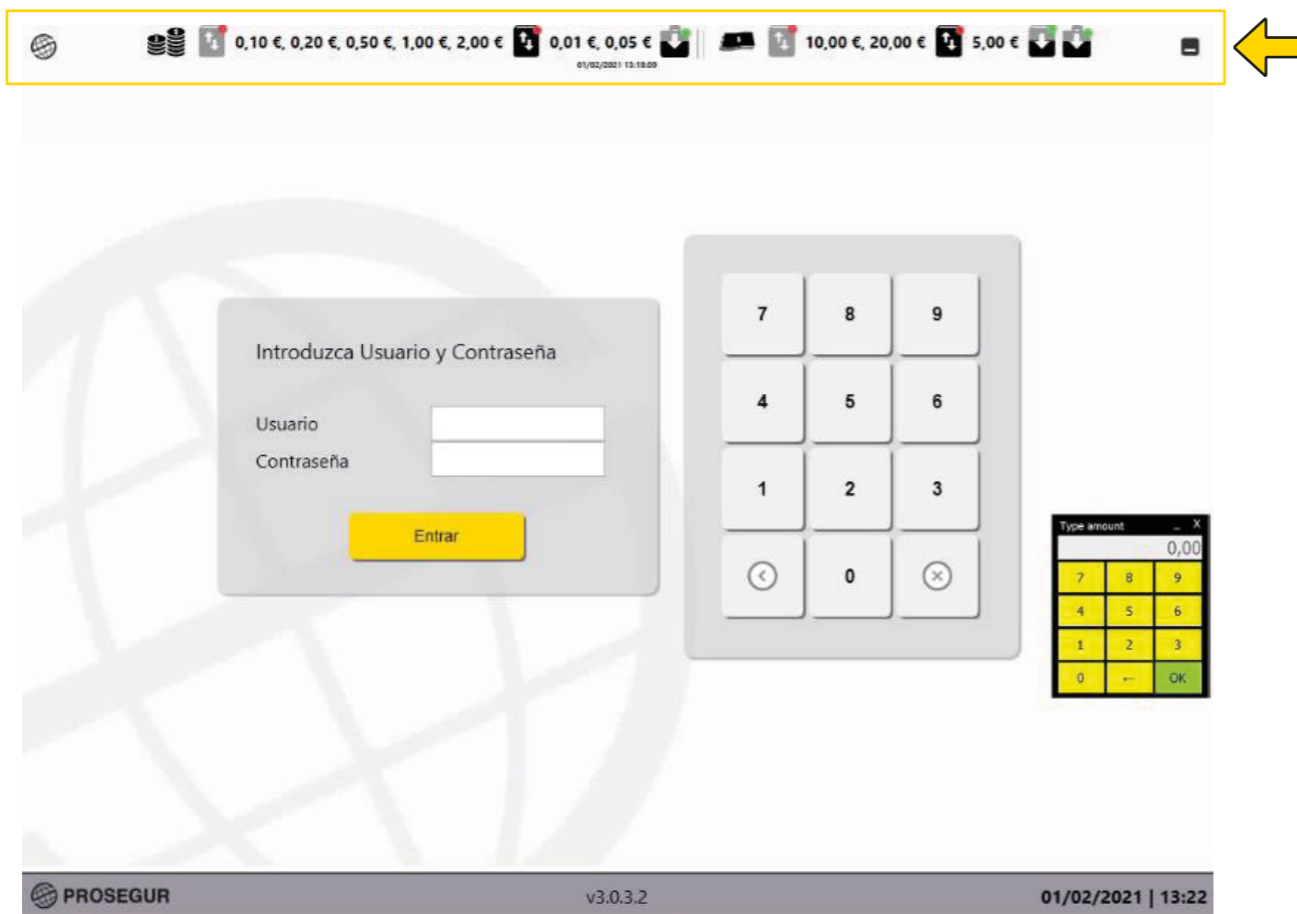 0,10 €, 0,20 €, 0,50 €, 1,00 €, 2,00 € 0,01 €, 0,05 € 10,00 €, 20,00 € 5,00 €
01/02/2021 13:18:09
7 8 9
Introduzca Usuario y Contraseña
4 5 6
Usuario
Contraseña
1 2 3
Entrar
0
Type amount _ X
0,00
7 8 9
4 5 6
1 2 3
0 ← OK
PROSEGUR v3.0.3.2 01/02/2021 | 13:22